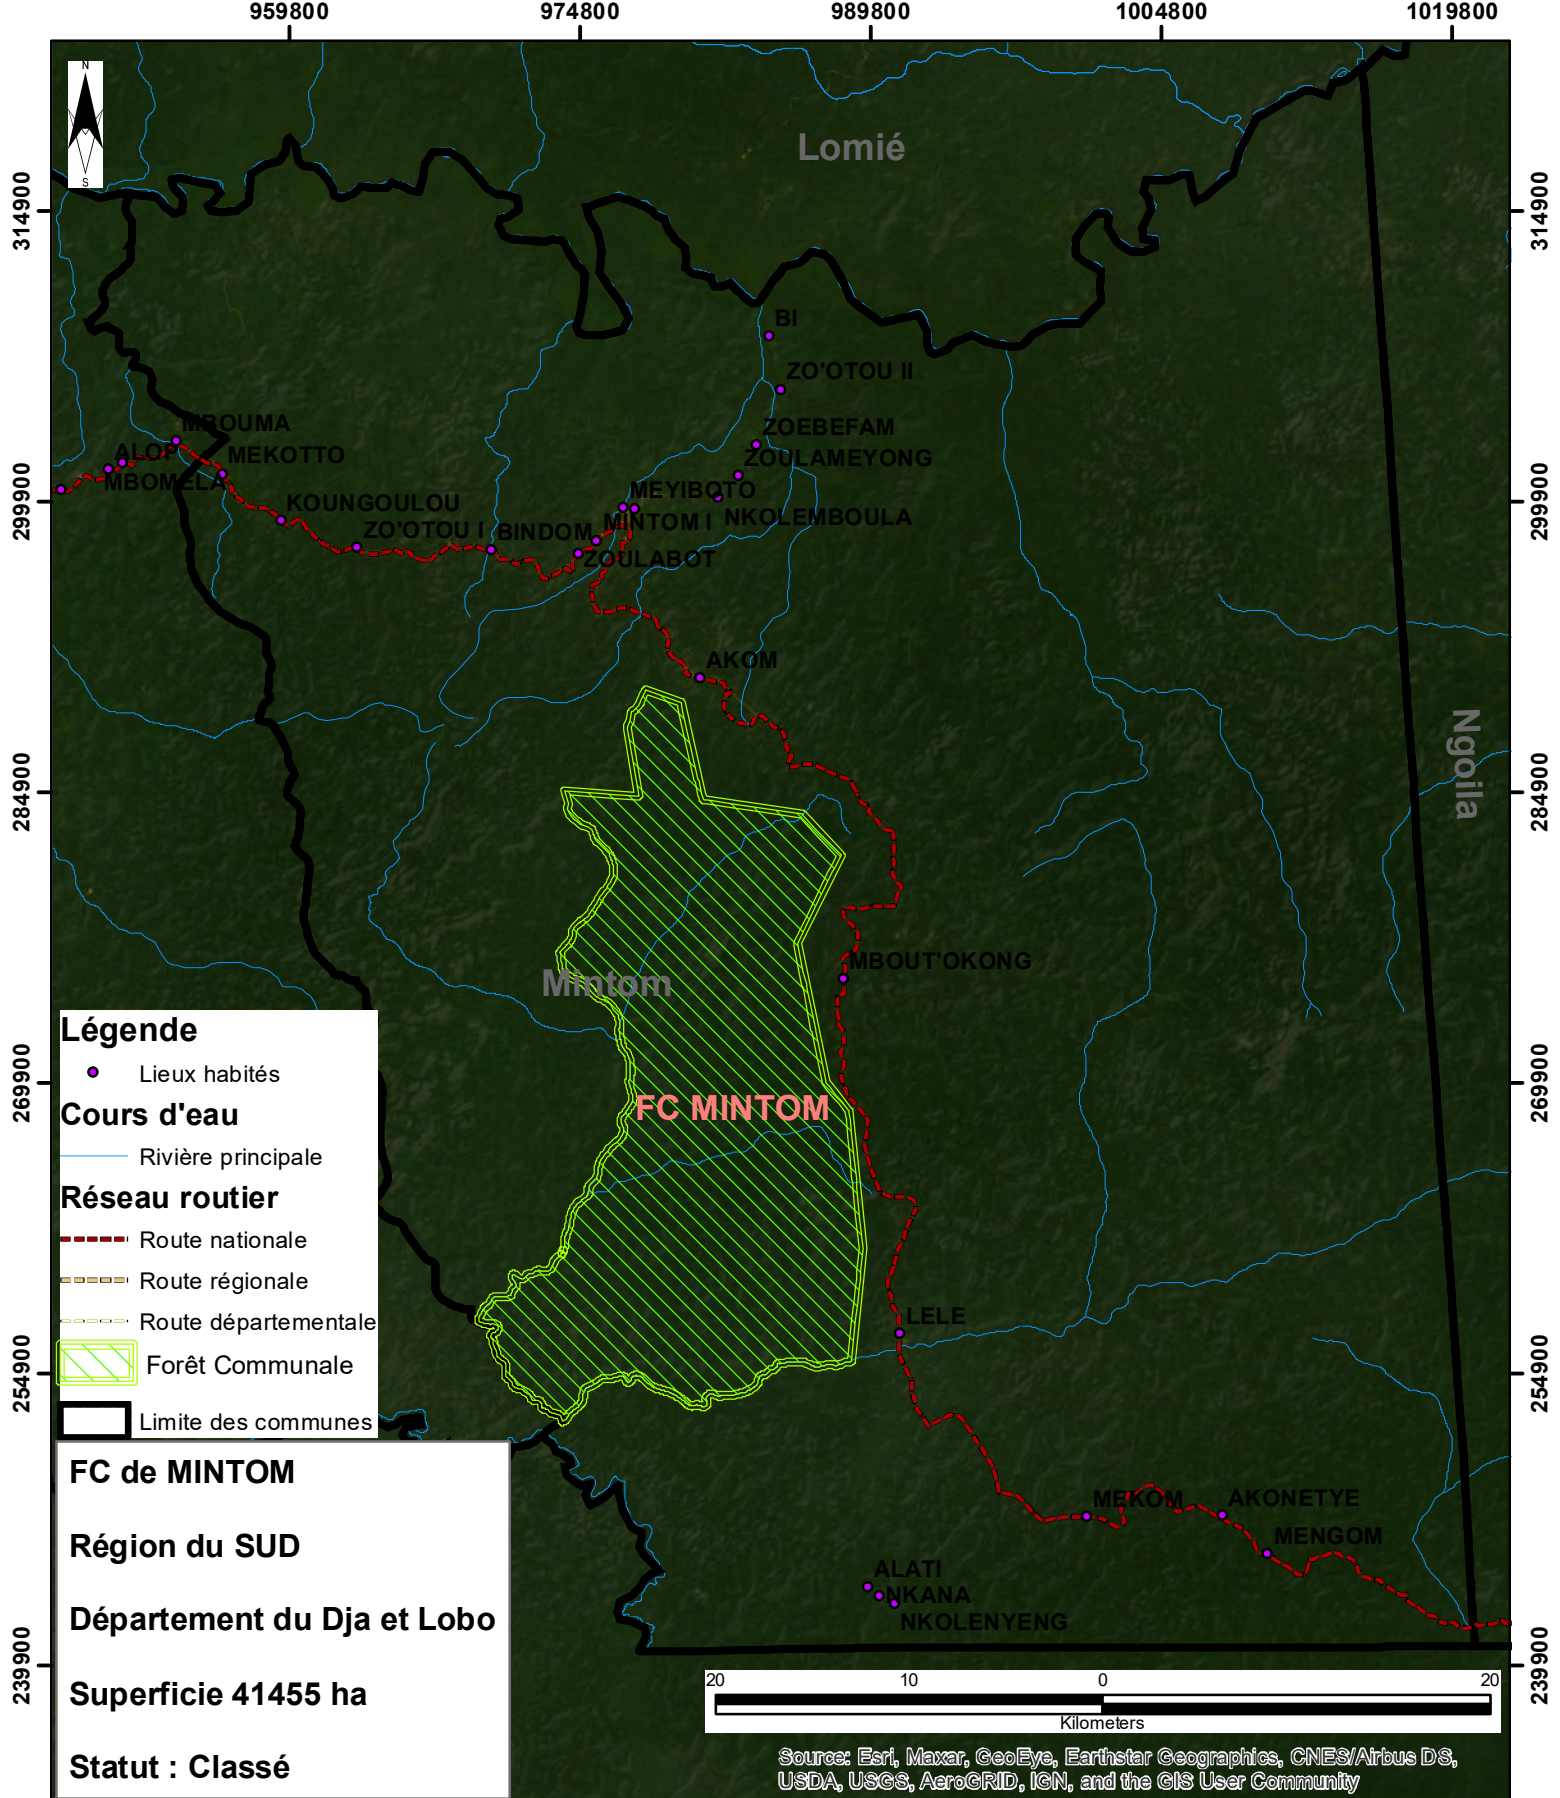 959800 974800 989800 1004800 1019800
N
S
Lomié
314900 314900
BI
ZO'OTOU II
MBOUMA
ZOEBEFAM
ALOP MEKOTTO
ZOULAMEYONG
MBOMELA
MEYIBOTO
299900 299900
KOUNGOULOU
NKOLEMBOULA
ZO'OTOU I BINDOM MINTOM I
ZOULABOT
AKOM
Ngoila
284900 284900
MBOUT'OKONG
Mintom
269900 269900
FC MINTOM
LELE
254900 254900
MEKOM AKONETYE
MENGOM
ALATI
NKANA
NKOLENYENG
239900 239900
Légende
Lieux habités
Cours d'eau
Rivière principale
Réseau routier
Route nationale
Route régionale
Route départementale
Forêt Communale
Limite des communes
FC de MINTOM
Région du SUD
Département du Dja et Lobo
Superficie 41455 ha
Statut : Classé
20 10 0 20
Kilometers
Source: Esri, Maxar, GeoEye, Earthstar Geographics, CNES/Airbus DS,
USDA, USGS, AeroGRID, IGN, and the GIS User Community